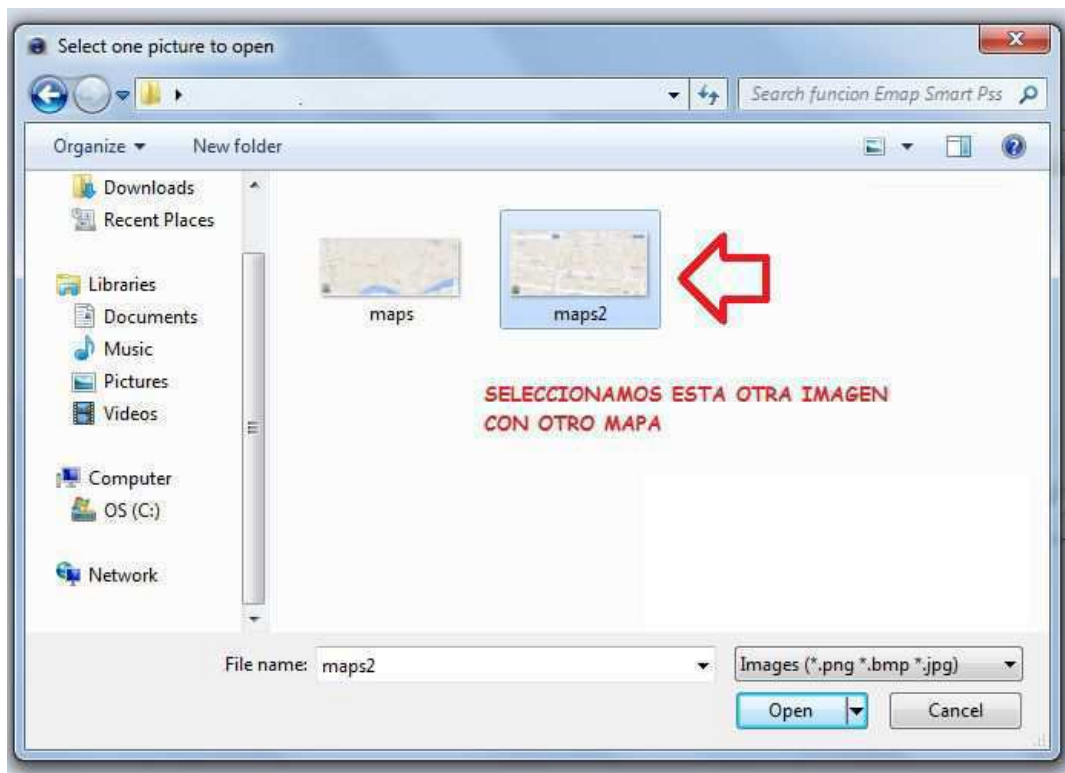 Select one picture to open
Search funcion Emap Smart Pss
Organize
New folder
Downloads
Recent Places
Libraries
Documents
Music
Pictures
Videos
Computer
OS (C:)
Network
maps
maps2
SELECCIONAMOS ESTA OTRA IMAGEN
CON OTRO MAPA
File name: maps2
Images (*.png *.bmp *.jpg)
Open
Cancel